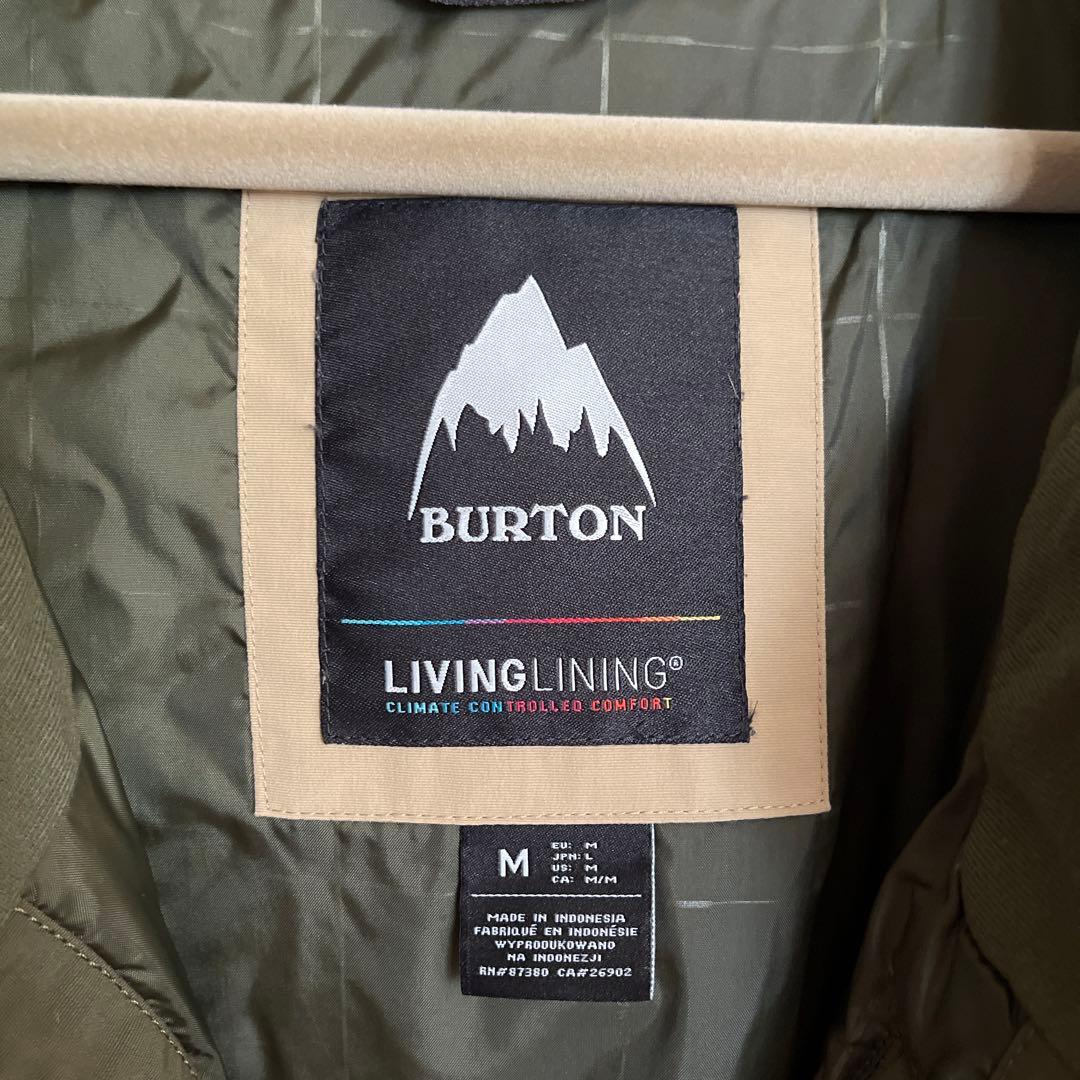 BURTON
LIVINGLINING®
CLIMATE CONTROLLED COMFORT
M
EU: M
JPN: L
US: M
CA: M/M
MADE IN INDONESIA
FABRIQUÉ EN INDONÉSIE
WYPRODUKOWANO
NA INDONEZJI
RN#87380 CA#26902